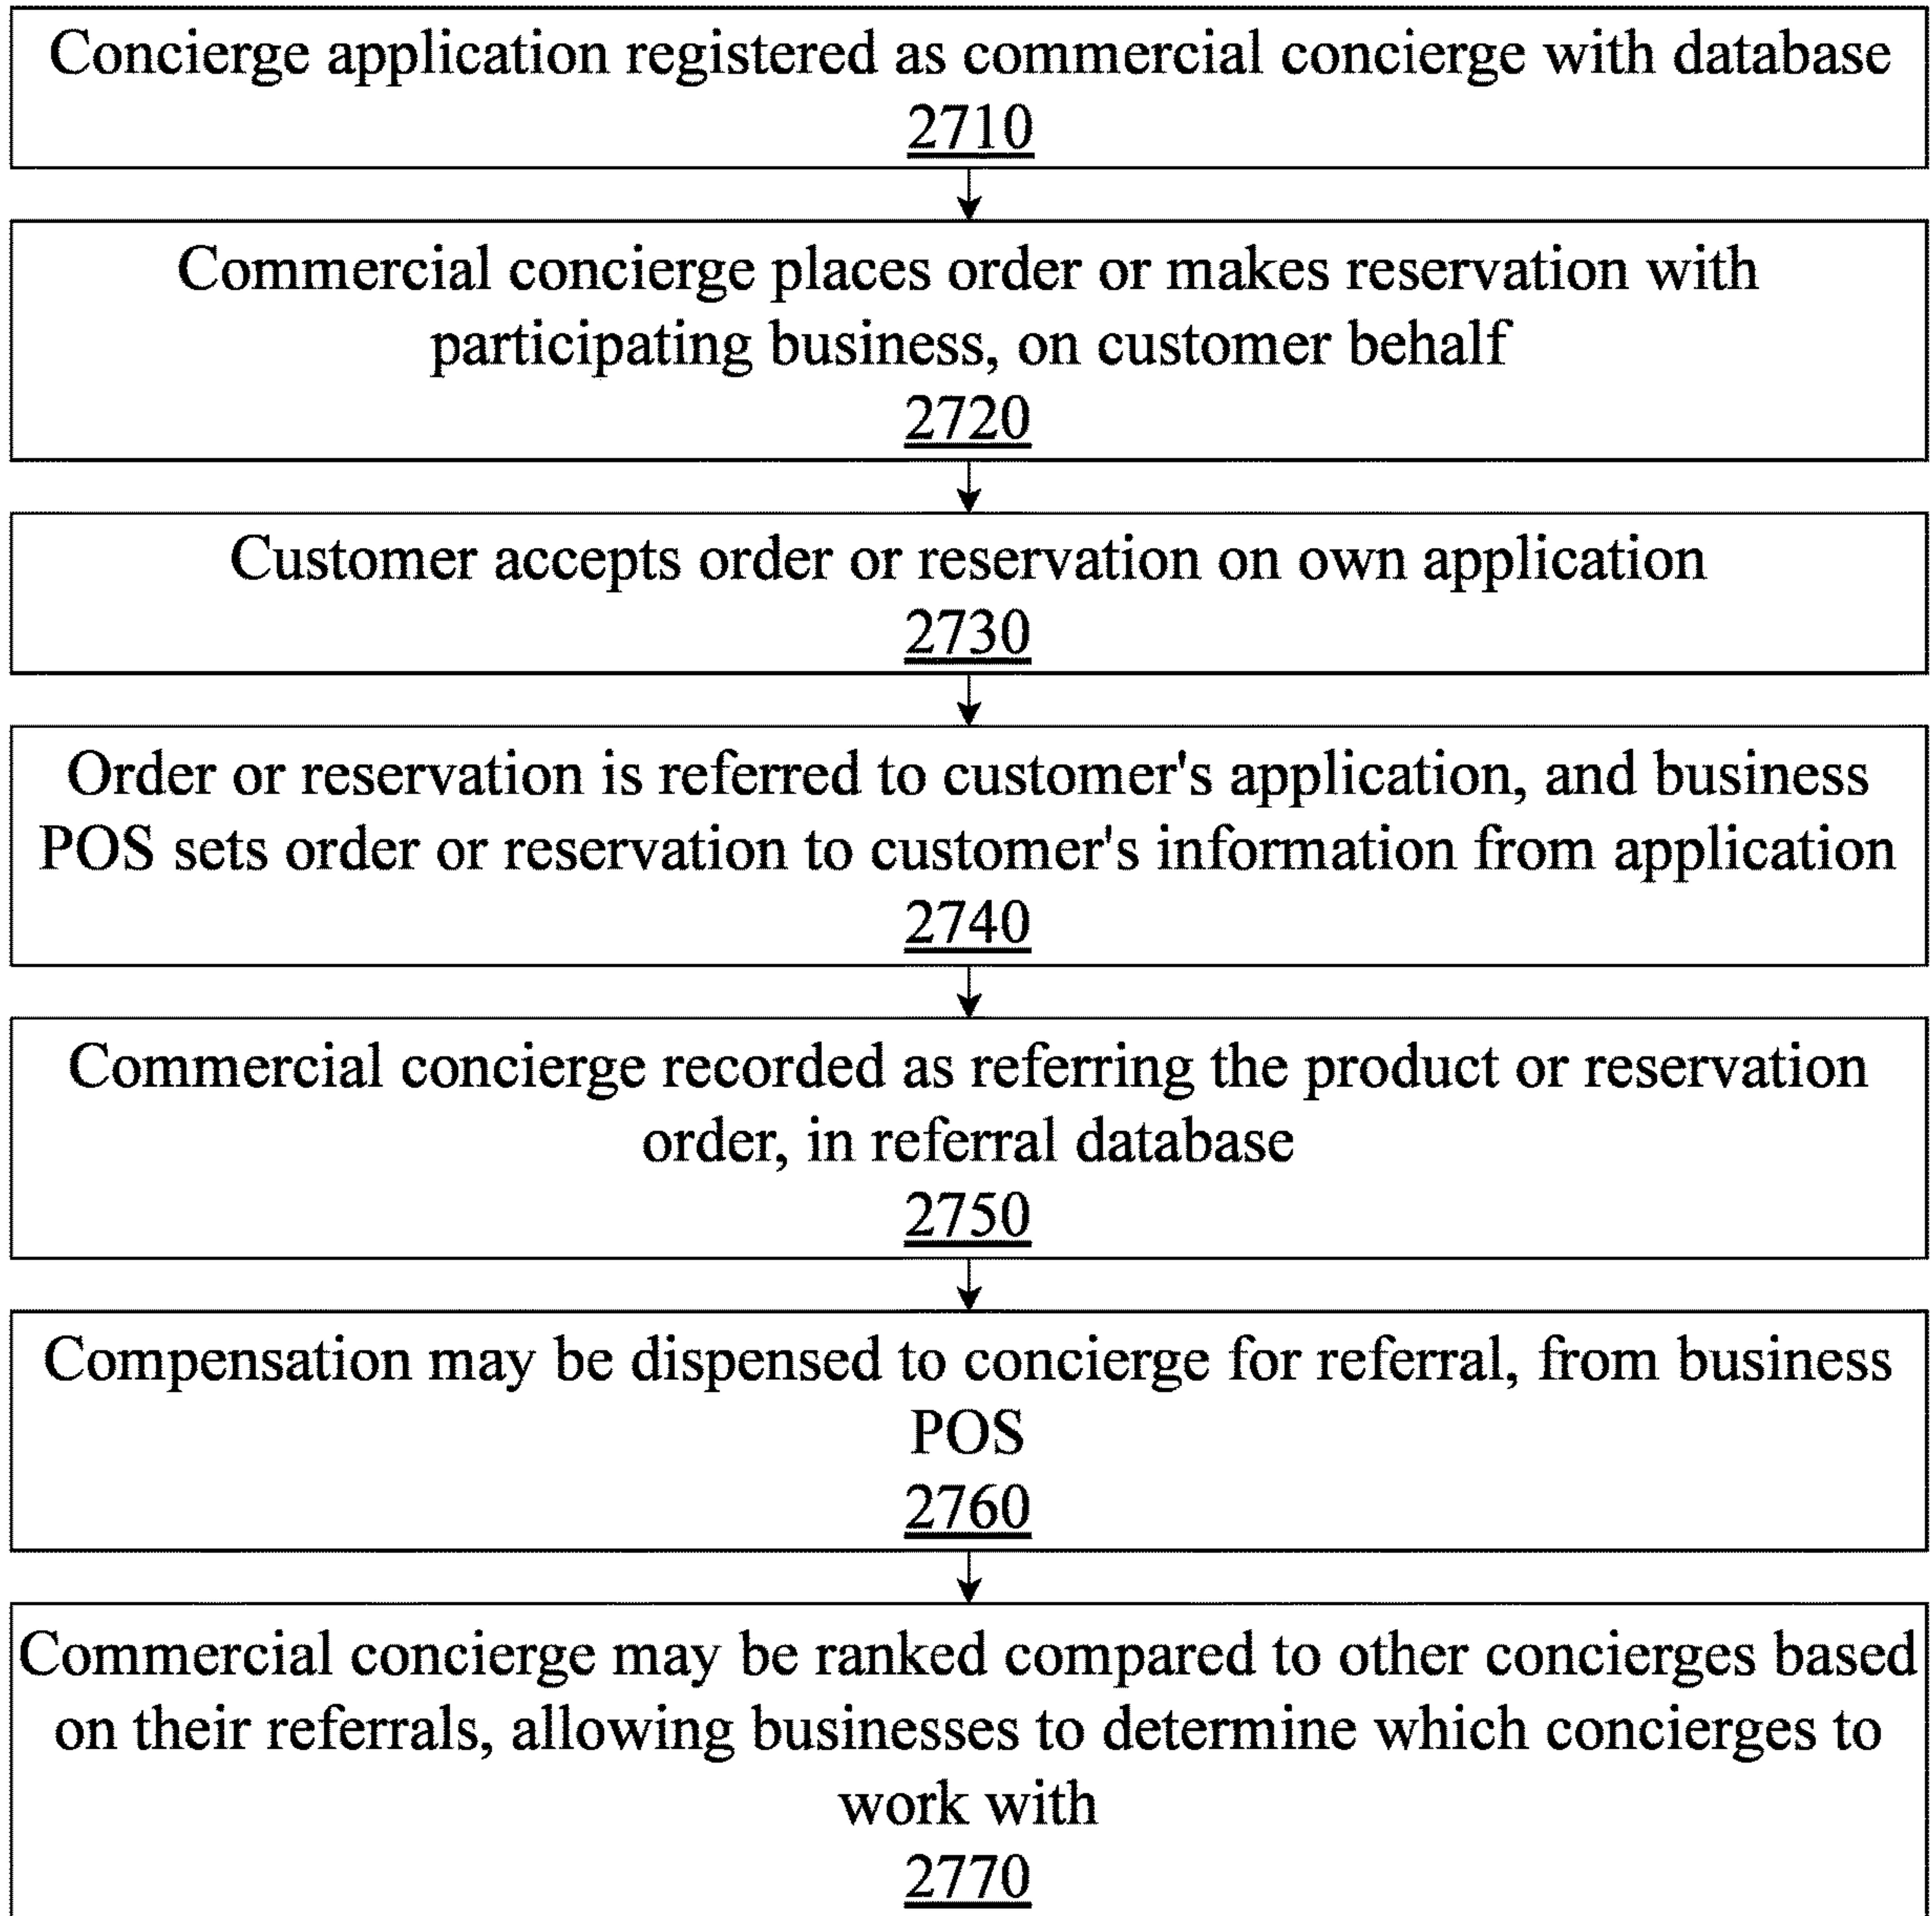 Concierge application registered as commercial concierge with database
2710
Commercial concierge places order or makes reservation with
participating business, on customer behalf
2720
Customer accepts order or reservation on own application
2730
Order or reservation is referred to customer's application, and business
POS sets order or reservation to customer's information from application
2740
Commercial concierge recorded as referring the product or reservation
order, in referral database
2750
Compensation may be dispensed to concierge for referral, from business
POS
2760
Commercial concierge may be ranked compared to other concierges based
on their referrals, allowing businesses to determine which concierges to
work with
2770